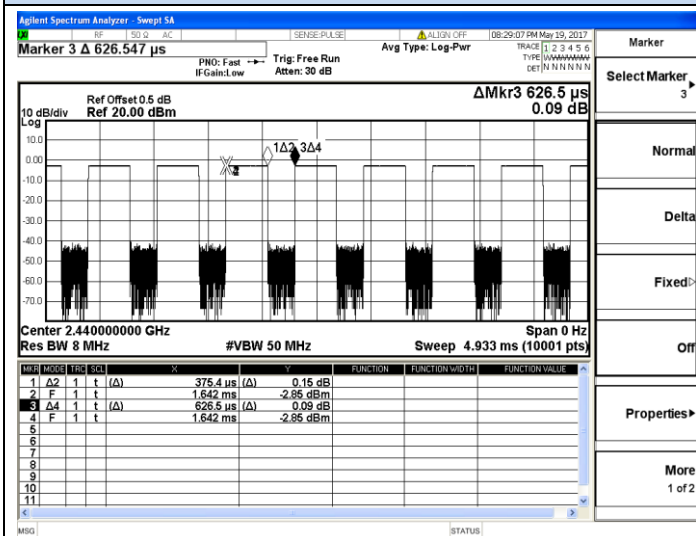 Agilent Spectrum Analyzer - Swept SA
RF 50 Ω AC SENSE:PULSE ALIGN OFF 08:29:07 PM May 19, 2017
Marker 3 Δ 626.547 µs
PNO: Fast
IFGain:Low
Trig: Free Run
Atten: 30 dB
Avg Type: Log-Pwr
TRACE 1 2 3 4 5 6
TYPE
DET N N N N N N
Marker
Select Marker
3
Normal
Delta
Fixed
Off
Properties
More
1 of 2
ΔMkr3 626.5 µs
0.09 dB
Ref Offset 0.5 dB
10 dB/div Ref 20.00 dBm
Log
10.0
0.00
-10.0
-20.0
-30.0
-40.0
-50.0
-60.0
-70.0
1Δ2 3Δ4
Center 2.440000000 GHz Span 0 Hz
Res BW 8 MHz #VBW 50 MHz Sweep 4.933 ms (10001 pts)
MKR MODE TRC SCL X Y FUNCTION FUNCTION WIDTH FUNCTION VALUE
1 Δ2 1 t (Δ) 375.4 µs (Δ) 0.15 dB
2 F 1 t 1.642 ms -2.85 dBm
3 Δ4 1 t (Δ) 626.5 µs (Δ) 0.09 dB
4 F 1 t 1.642 ms -2.85 dBm
5
6
7
8
9
10
11
MSG STATUS